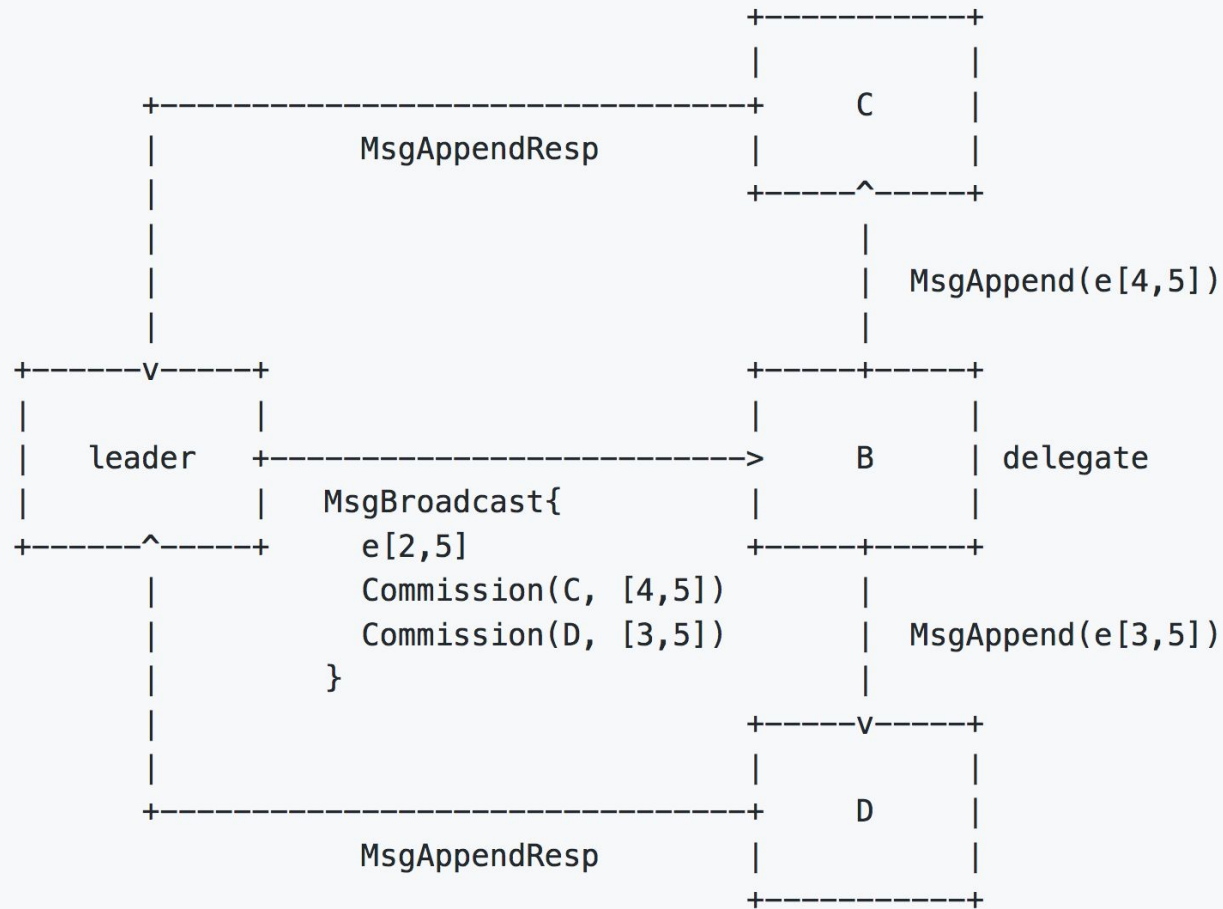 C
MsgAppendResp
MsgAppend(e[4,5])
leader
B
delegate
MsgBroadcast{
e[2,5]
Commission(C, [4,5])
Commission(D, [3,5])
MsgAppend(e[3,5])
}
D
MsgAppendResp